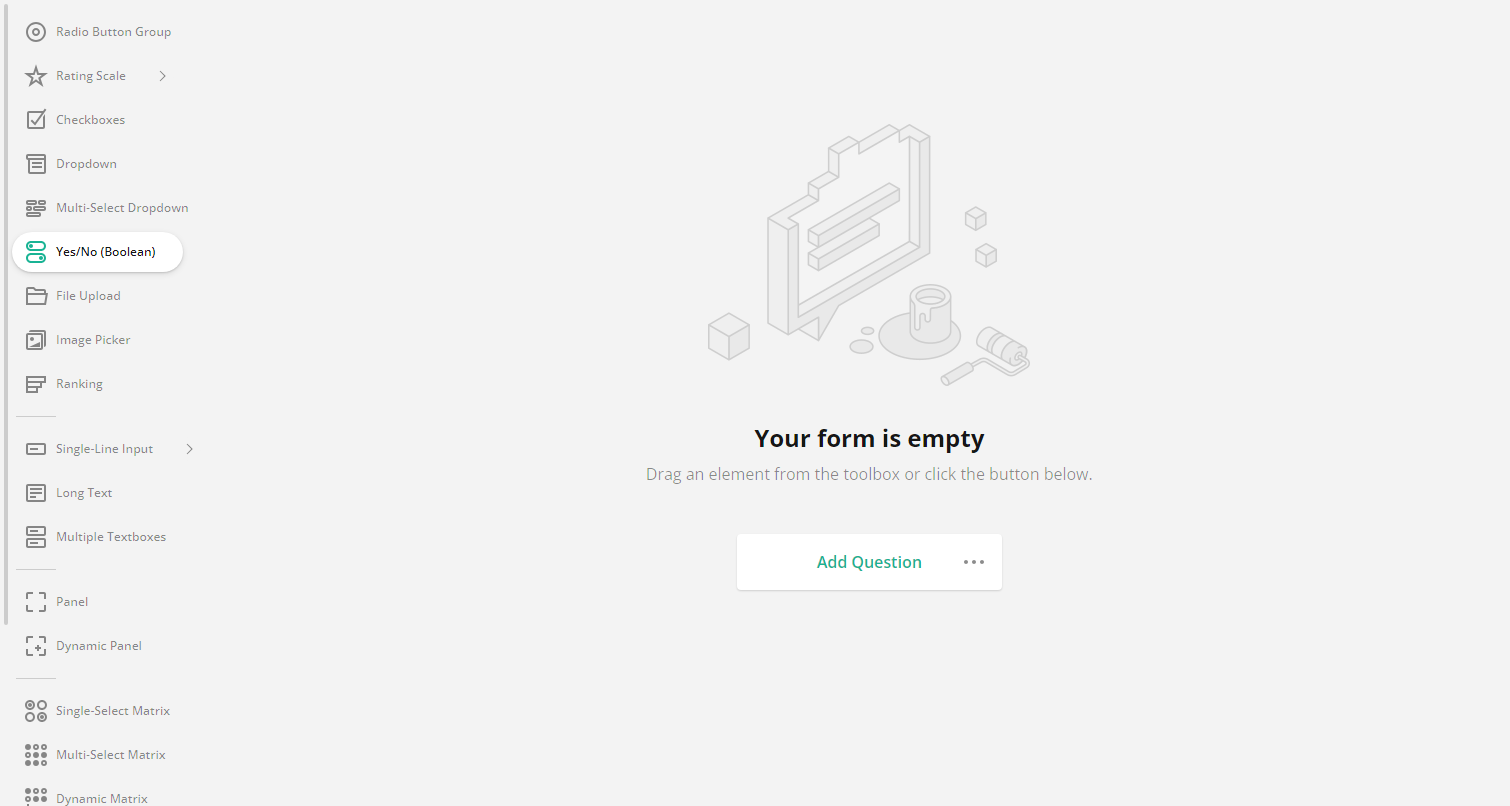 Radio Button Group
Rating Scale
Checkboxes
Dropdown
Multi-Select Dropdown
Yes/No (Boolean)
File Upload
Image Picker
Ranking
Single-Line Input
Long Text
Multiple Textboxes
Panel
Dynamic Panel
Single-Select Matrix
Multi-Select Matrix
Dynamic Matrix
Your form is empty
Drag an element from the toolbox or click the button below.
Add Question